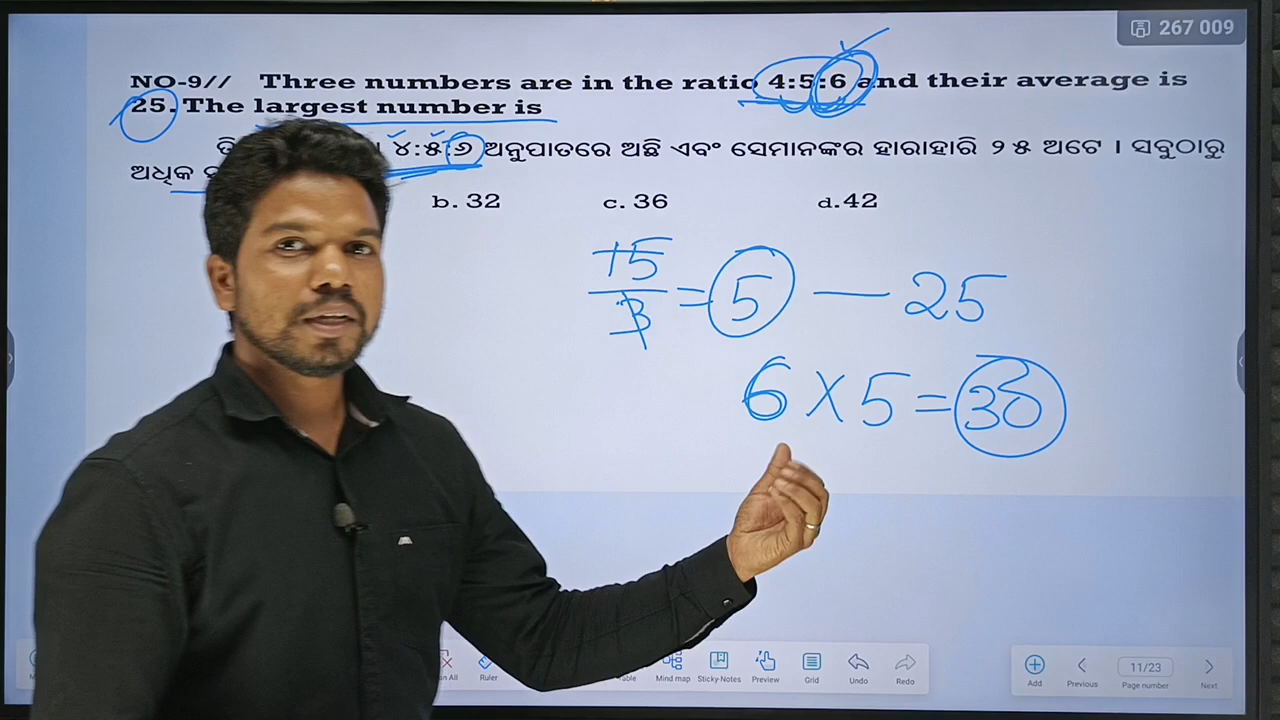 267 009
NO-9// Three numbers are in the ratio 4:5:6 and their average is
25. The largest number is
୪:୫:୬ ଅନୁପାତରେ ଅଛି ଏବଂ ସେମାନଙ୍କର ହାରାହାରି ୨୫ ଅଟେ । ସବୁଠାରୁ
ଅଧିକ
b. 32 c. 36 d.42
15
3 = 5 — 25
6 X 5 = 30
Ruler Mind map Sticky-Notes Preview Grid Undo Redo Add Previous 11/23 Page number Next